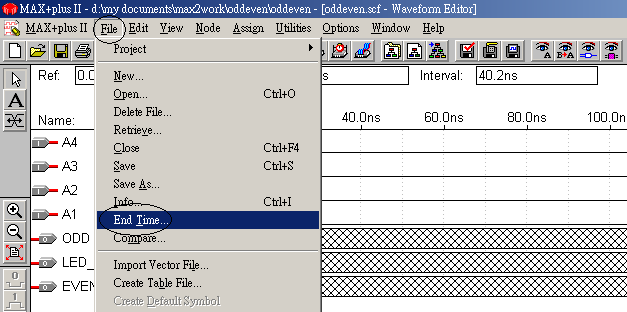 MAX+plus II - d:\my documents\max2work\oddeven\oddeven - [oddeven.scf - Waveform Editor]
MAX+plus II File Edit View Node Assign Utilities Options Window Help
Project
New...
Open... Ctrl+O
Delete File...
Retrieve...
Close Ctrl+F4
Save Ctrl+S
Save As...
Info... Ctrl+I
End Time...
Compare...
Import Vector File...
Create Table File...
Create Default Symbol
Ref: 0.0
s
Interval: 40.2ns
Name:
40.0ns 60.0ns 80.0ns 100.0n
A4
A3
A2
A1
ODD
LED_
EVEN